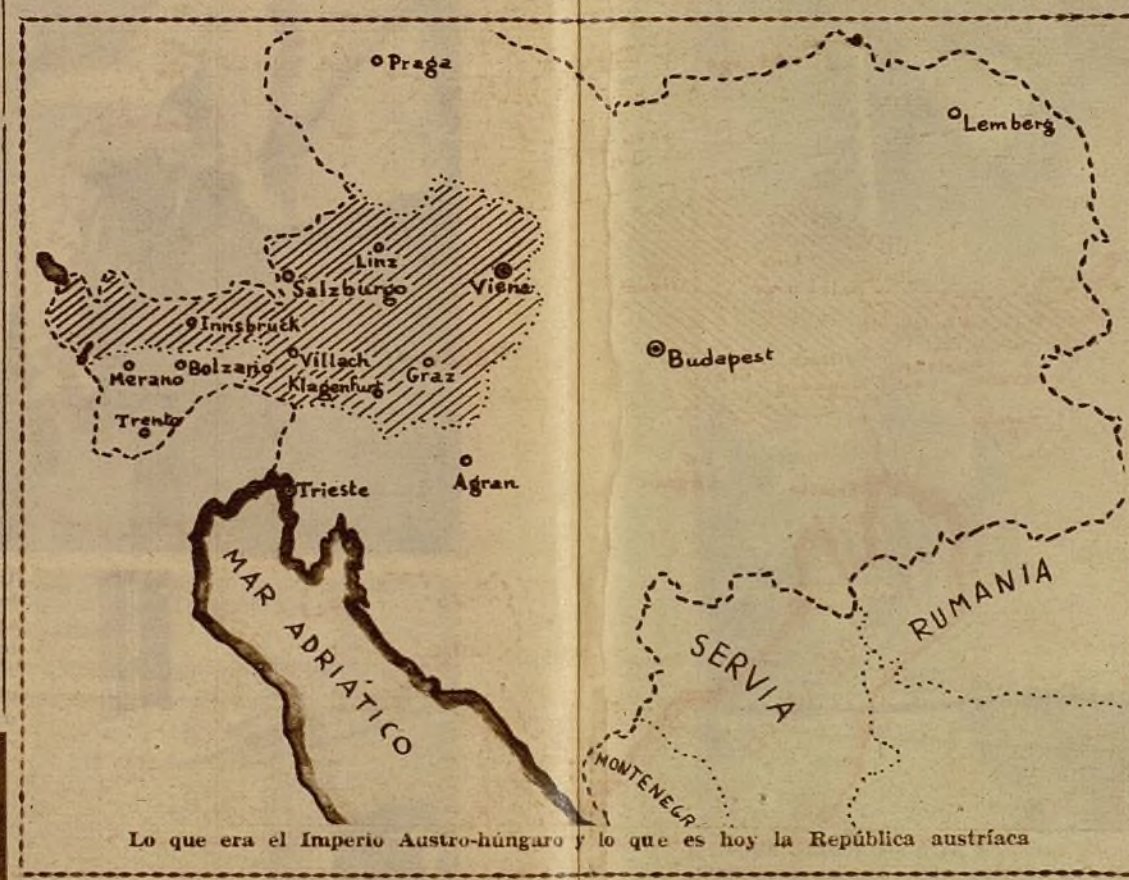 Praga
Lemberg
Linz
Salzburgo
Viena
Innsbruck
Villach
Budapest
Merano
Bolzano
Klagenfurt
Graz
Trento
Trieste
Agran
MAR ADRIÁTICO
RUMANIA
SERVIA
MONTENEGR
Lo que era el Imperio Austro-húngaro y lo que es hoy la República austríaca